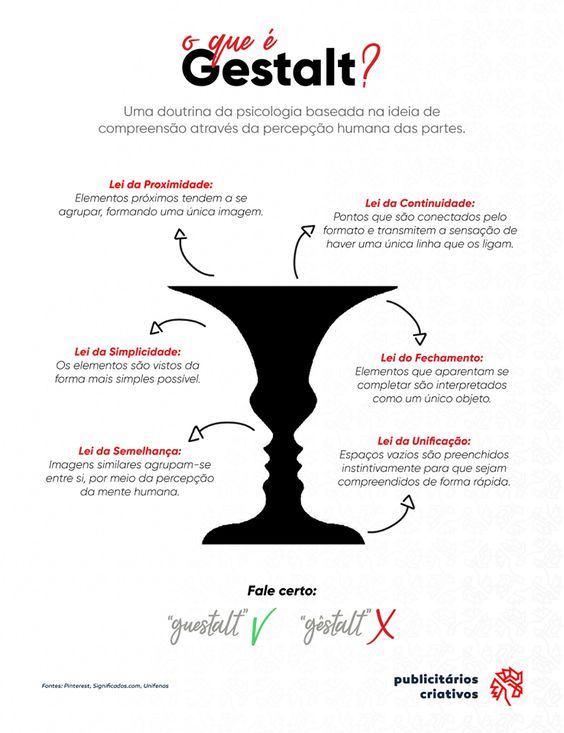 o que é
Gestalt?
Uma doutrina da psicologia baseada na ideia de
compreensão através da percepção humana das partes.
Lei da Proximidade:
Elementos próximos tendem a se
agrupar, formando uma única imagem.
Lei da Continuidade:
Pontos que são conectados pelo
formato e transmitem a sensação de
haver uma única linha que os ligam.
Lei da Simplicidade:
Os elementos são vistos da
forma mais simples possivel.
Lei do Fechamento:
Elementos que aparentam se
completar são interpretados
como um único objeto.
Lei da Semelhança:
Imagens similares agrupam-se
entre si, por meio da percepção
da mente humana.
Lei da Unificação:
Espaços vazios são preenchidos
instintivamente para que sejam
compreendidos de forma rápida.
Fale certo:
"guestalt" "gêstalt"
Fontes: Pinterest, Significados.com, Unifenas
publicitários
criativos